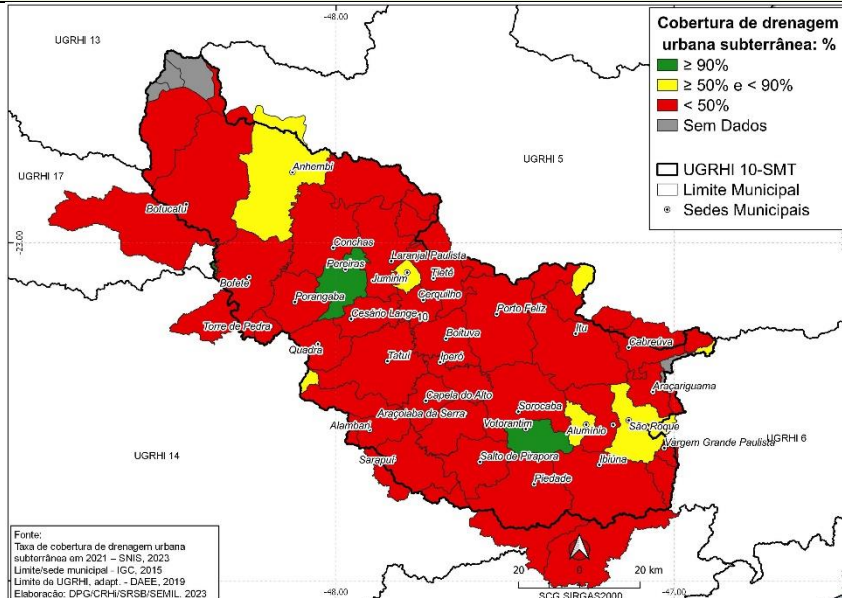 Cobertura de drenagem
urbana subterrânea: %
≥ 90%
≥ 50% e < 90%
< 50%
Sem Dados
UGRHI 10-SMT
Limite Municipal
Sedes Municipais
-48.00
UGRHI 13
UGRHI 5
UGRHI 17
Anhembi
Botucatu
-23.00
Conchas
Laranjal Paulista
Pereiras
Jumirim
Tietê
Bofete
Cerquilho
Porangaba
Cesário Lange
10
Porto Feliz
Torre de Pedra
Itu
Boituva
Cabreúva
Quadra
Tatuí
Iperó
Araçariguama
Capela do Alto
Sorocaba
Araçoiaba da Serra
Votorantim
Alumínio
São Roque
Alambari
Vargem Grande Paulista
UGRHI 6
UGRHI 14
Sarapuí
Salto de Pirapora
Ibiúna
Piedade
Fonte:
Taxa de cobertura de drenagem urbana
subterrânea em 2021 – SNIS, 2023
Limite/sede municipal - IGC, 2015
Limite de UGRHI, adapt. - DAEE, 2019
Elaboração: DPG/CRHi/SRSB/SEMIL, 2023
20 0 20 km
SCG SIRGAS2000
-48.00
-47.00